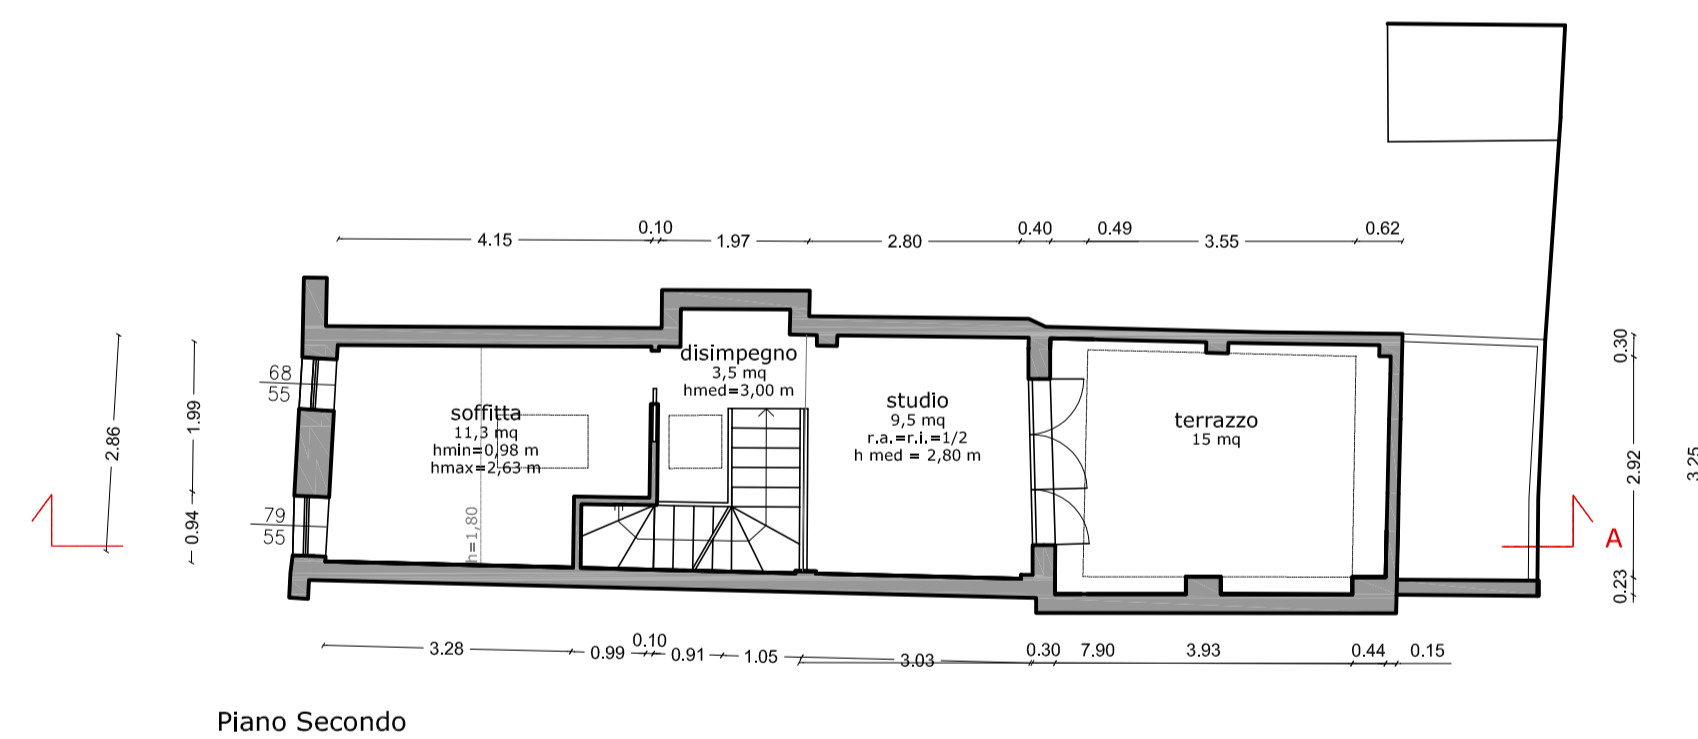 0.10
0.40
0.49
0.62
4.15
1.97
2.80
3.55
disimpegno
3,5 mq
hmed=3,00 m
68
55
soffitta
11,3 mq
hmin=0,98 m
hmax=2,63 m
studio
9,5 mq
r.a.=r.i.=1/2
h med = 2,80 m
terrazzo
15 mq
0.30
2.86
1.99
2.92
3.25
79
55
h=1,80
0.94
A
0.23
3.28
0.99
0.10
0.91
1.05
3.03
0.30
7.90
3.93
0.44
0.15
Piano Secondo